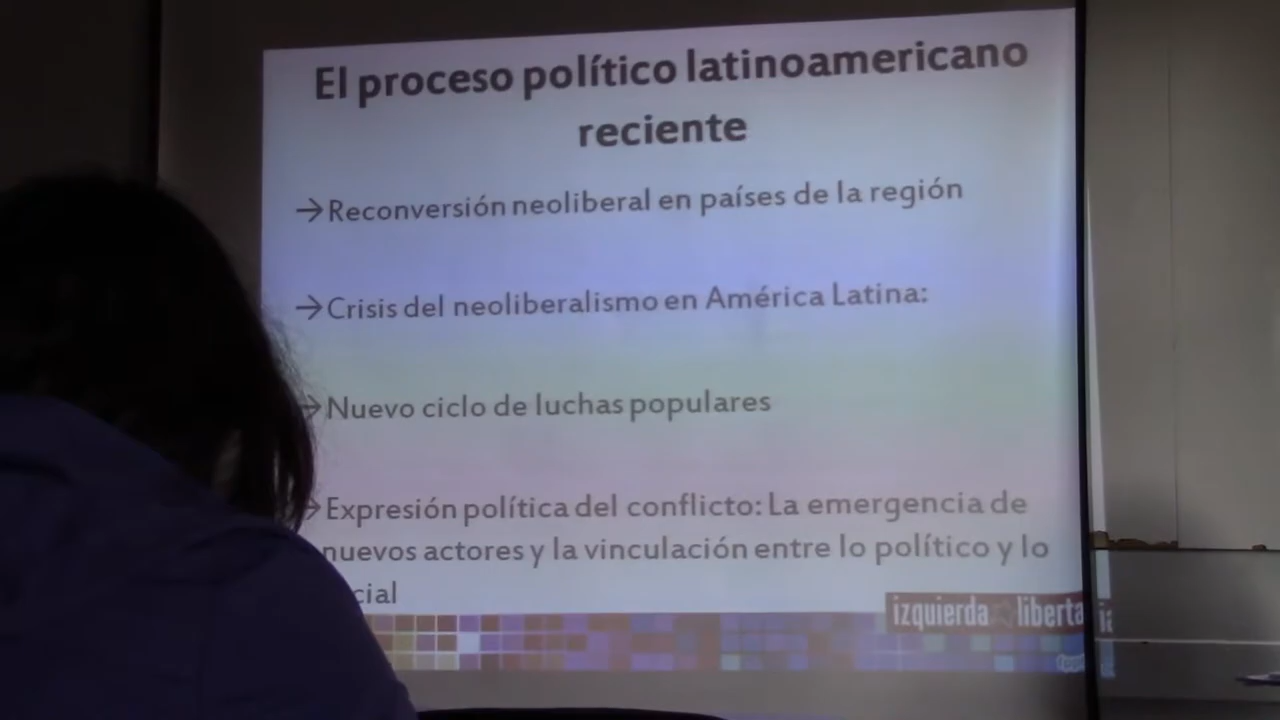 El proceso político latinoamericano
reciente
→Reconversión neoliberal en países de la región
→Crisis del neoliberalismo en América Latina:
→Nuevo ciclo de luchas populares
→Expresión política del conflicto: La emergencia de
nuevos actores y la vinculación entre lo político y lo
cial
izquierda liberta ia